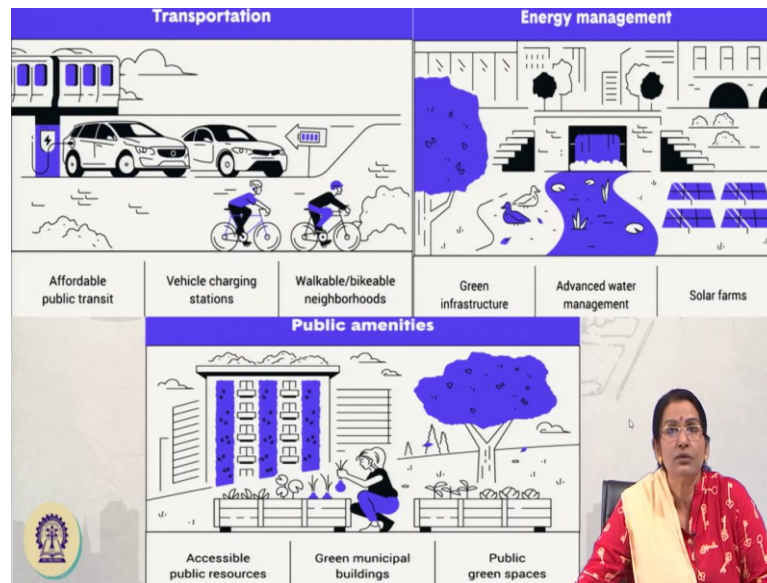 Transportation
Energy management
Affordable
public transit
Vehicle charging
stations
Walkable/bikeable
neighborhoods
Green
infrastructure
Advanced water
management
Solar farms
Public amenities
Accessible
public resources
Green municipal
buildings
Public
green spaces